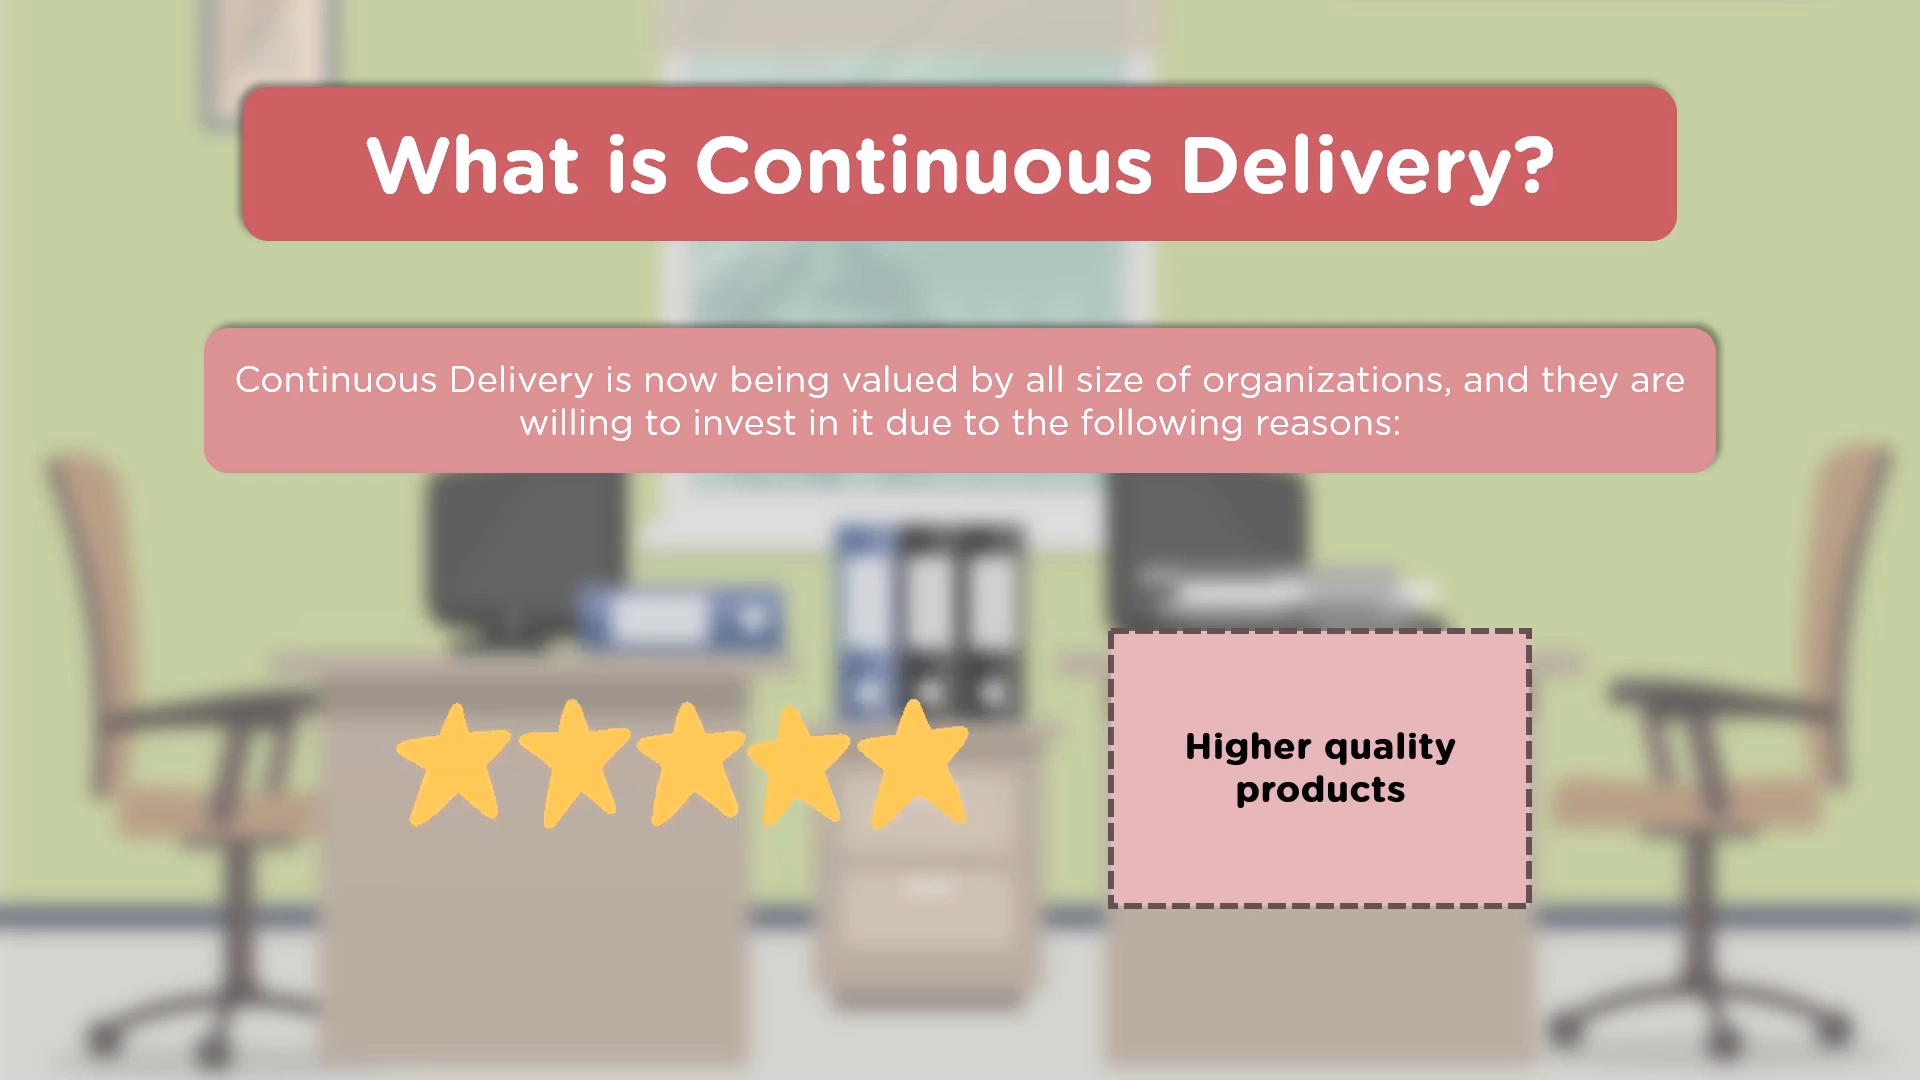 What is Continuous Delivery?
Continuous Delivery is now being valued by all size of organizations, and they are
willing to invest in it due to the following reasons:
Higher quality
products